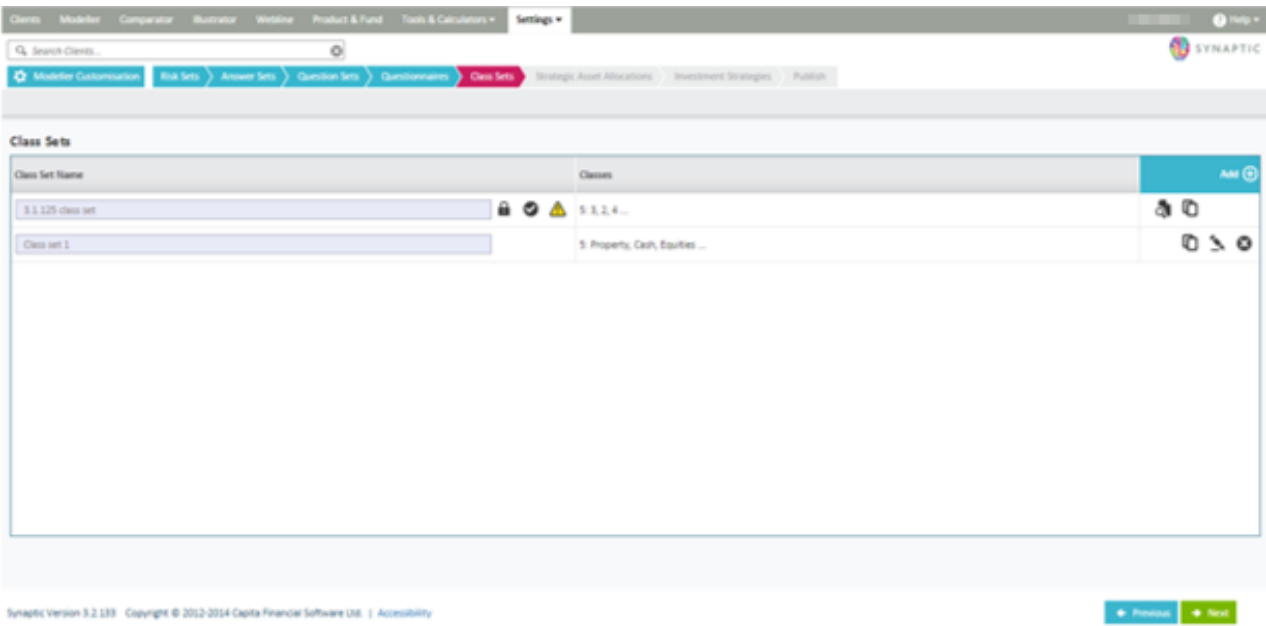 Clients Modeller Comparator Illustrator Webline Product & Fund Tools & Calculators Settings Help
Search Clients... SYNAPTIC
Modeller Customisation Risk Sets Answer Sets Question Sets Questionnaires Class Sets Strategic Asset Allocations Investment Strategies Publish
Class Sets
Class Set Name Classes Add
3.1.125 class set 5: 3, 2, 4 ...
Class set 1 5: Property, Cash, Equities ...
Synaptic Version 3.2.133 Copyright © 2012-2014 Capita Financial Software Ltd. | Accessibility Previous Next